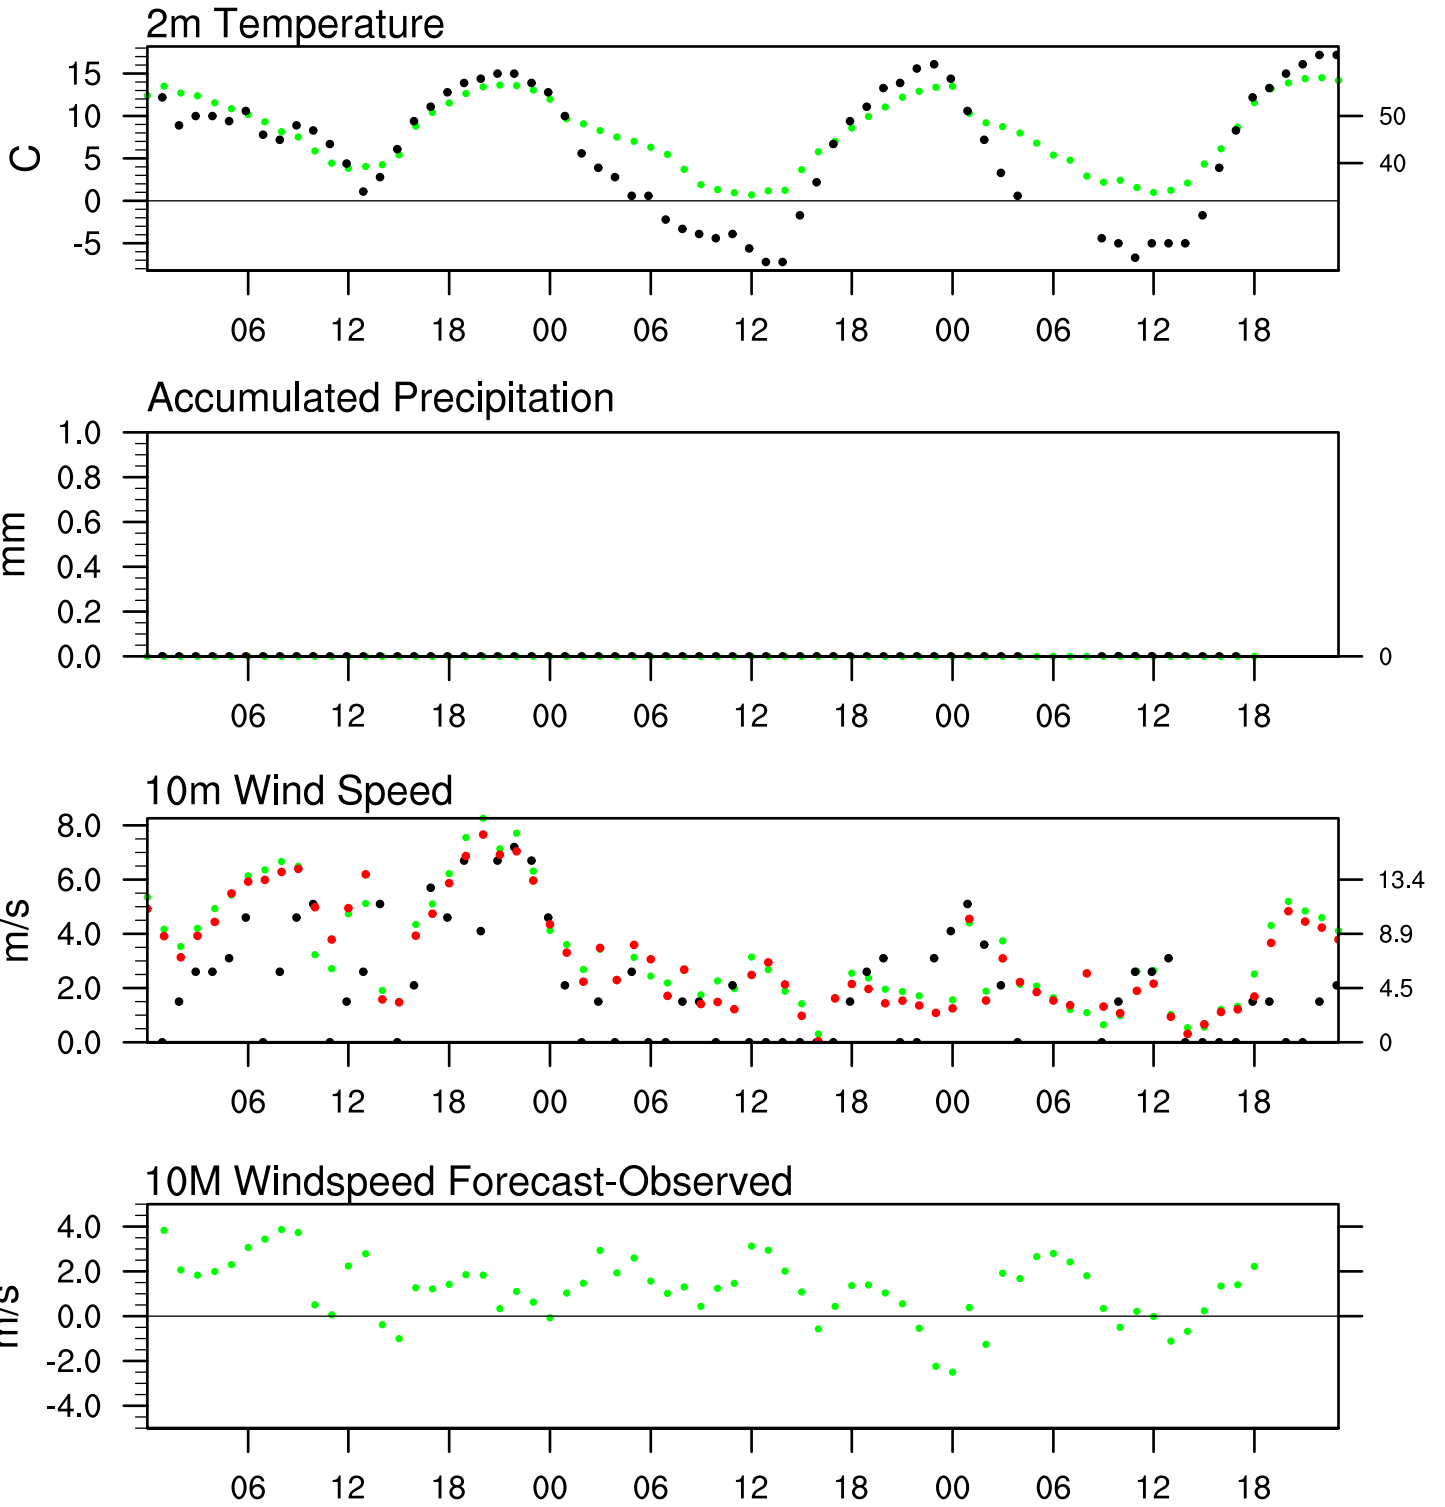 2m Temperature
15
10
5
0
-5
C
50
40
06 12 18 00 06 12 18 00 06 12 18
Accumulated Precipitation
1.0
0.8
0.6
0.4
0.2
0.0
mm
0
06 12 18 00 06 12 18 00 06 12 18
10m Wind Speed
8.0
6.0
4.0
2.0
0.0
m/s
13.4
8.9
4.5
0
06 12 18 00 06 12 18 00 06 12 18
10M Windspeed Forecast-Observed
4.0
2.0
0.0
-2.0
-4.0
m/s
06 12 18 00 06 12 18 00 06 12 18